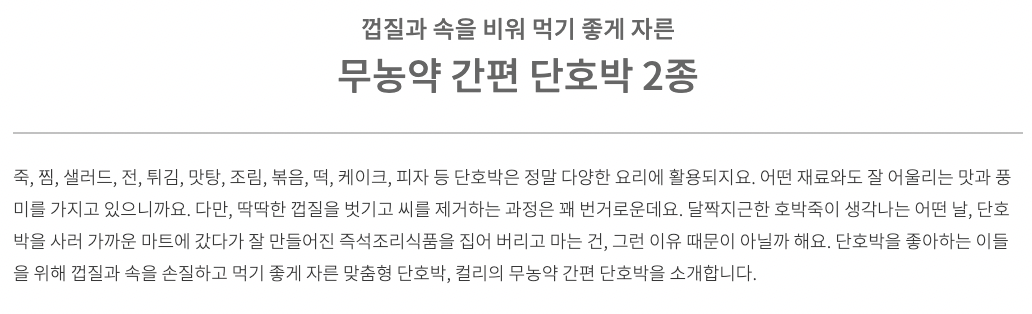 껍질과 속을 비워 먹기 좋게 자른
무농약 간편 단호박 2종
죽, 찜, 샐러드, 전, 튀김, 맛탕, 조림, 볶음, 떡, 케이크, 피자 등 단호박은 정말 다양한 요리에 활용되지요. 어떤 재료와도 잘 어울리는 맛과 풍
미를 가지고 있으니까요. 다만, 딱딱한 껍질을 벗기고 씨를 제거하는 과정은 꽤 번거로운데요. 달짝지근한 호박죽이 생각나는 어떤 날, 단호
박을 사러 가까운 마트에 갔다가 잘 만들어진 즉석조리식품을 집어 버리고 마는 건, 그런 이유 때문이 아닐까 해요. 단호박을 좋아하는 이들
을 위해 껍질과 속을 손질하고 먹기 좋게 자른 맞춤형 단호박, 컬리의 무농약 간편 단호박을 소개합니다.